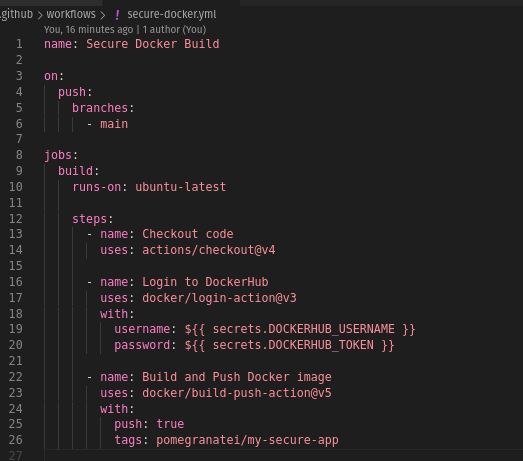 .github > workflows > ! secure-docker.yml
You, 16 minutes ago | 1 author (You)
1 name: Secure Docker Build
2
3 on:
4   push:
5     branches:
6       - main
7
8 jobs:
9   build:
10     runs-on: ubuntu-latest
11
12     steps:
13       - name: Checkout code
14         uses: actions/checkout@v4
15
16       - name: Login to DockerHub
17         uses: docker/login-action@v3
18         with:
19           username: ${{ secrets.DOCKERHUB_USERNAME }}
20           password: ${{ secrets.DOCKERHUB_TOKEN }}
21
22       - name: Build and Push Docker image
23         uses: docker/build-push-action@v5
24         with:
25           push: true
26           tags: pomegranatei/my-secure-app
27